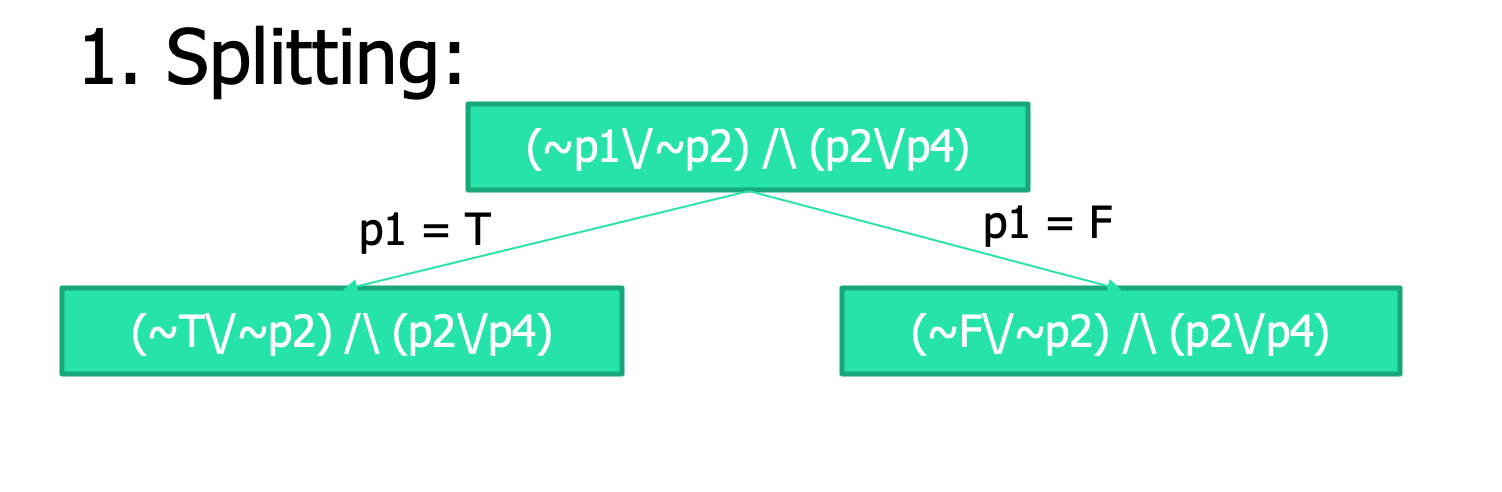 1. Splitting:
(~p1\/~p2) /\ (p2\/p4)
p1 = T
p1 = F
(~T\/~p2) /\ (p2\/p4)
(~F\/~p2) /\ (p2\/p4)